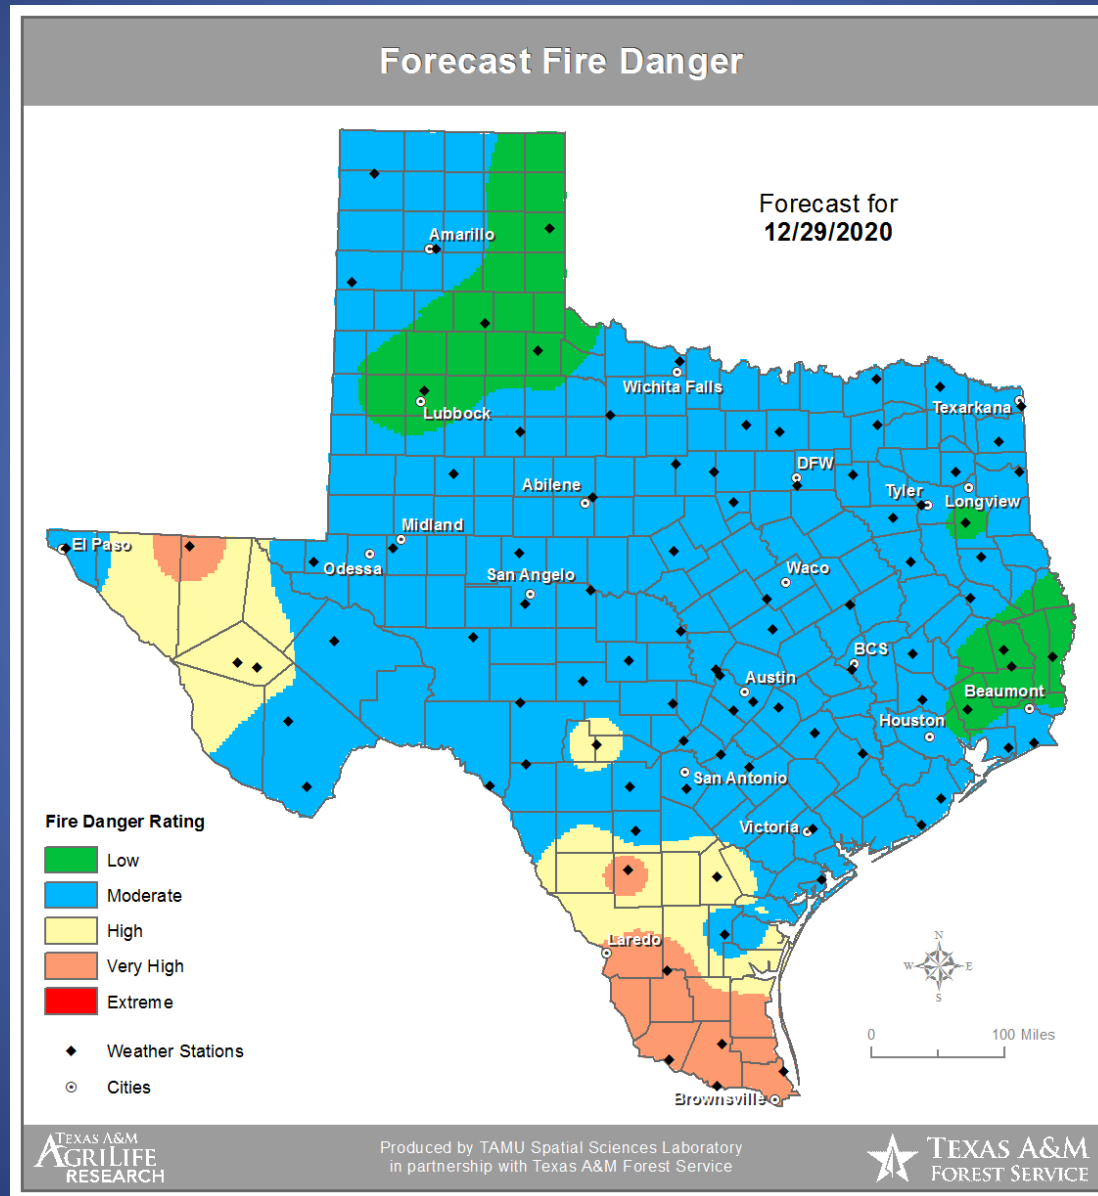 Forecast Fire Danger
Forecast for
12/29/2020
Amarillo
Lubbock
Wichita Falls
Texarkana
DFW
Abilene
Tyler
Longview
Midland
El Paso
Odessa
San Angelo
Waco
BCS
Austin
Beaumont
Houston
San Antonio
Victoria
Laredo
Brownsville
Fire Danger Rating
Low
Moderate
High
Very High
Extreme
Weather Stations
Cities
N
W
E
S
0
100 Miles
TEXAS A&M
AGRILIFE
RESEARCH
Produced by TAMU Spatial Sciences Laboratory
in partnership with Texas A&M Forest Service
TEXAS A&M
FOREST SERVICE